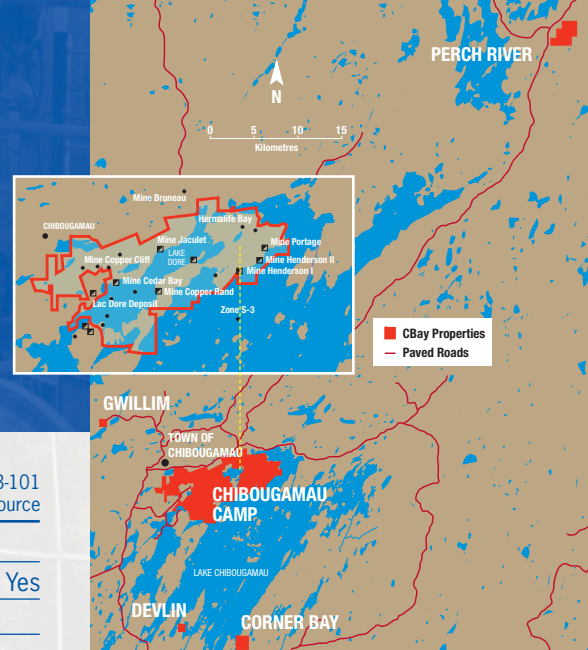 PERCH RIVER
N
0 5 10 15
Kilometres
Mine Bruneau
Hermalife Bay
CHIBOUGAMAU
Mine Jaculet
Mine Portage
LAKE
DORE
Mine Copper Cliff
Mine Henderson II
Mine Henderson I
Mine Cedar Bay
Mine Copper Rand
Lac Dore Deposit
Zone S-3
CBay Properties
Paved Roads
GWILLIM
TOWN OF
CHIBOUGAMAU
3-101
ource
CHIBOUGAMAU
CAMP
LAKE CHIBOUGAMAU
Yes
DEVLIN
CORNER BAY